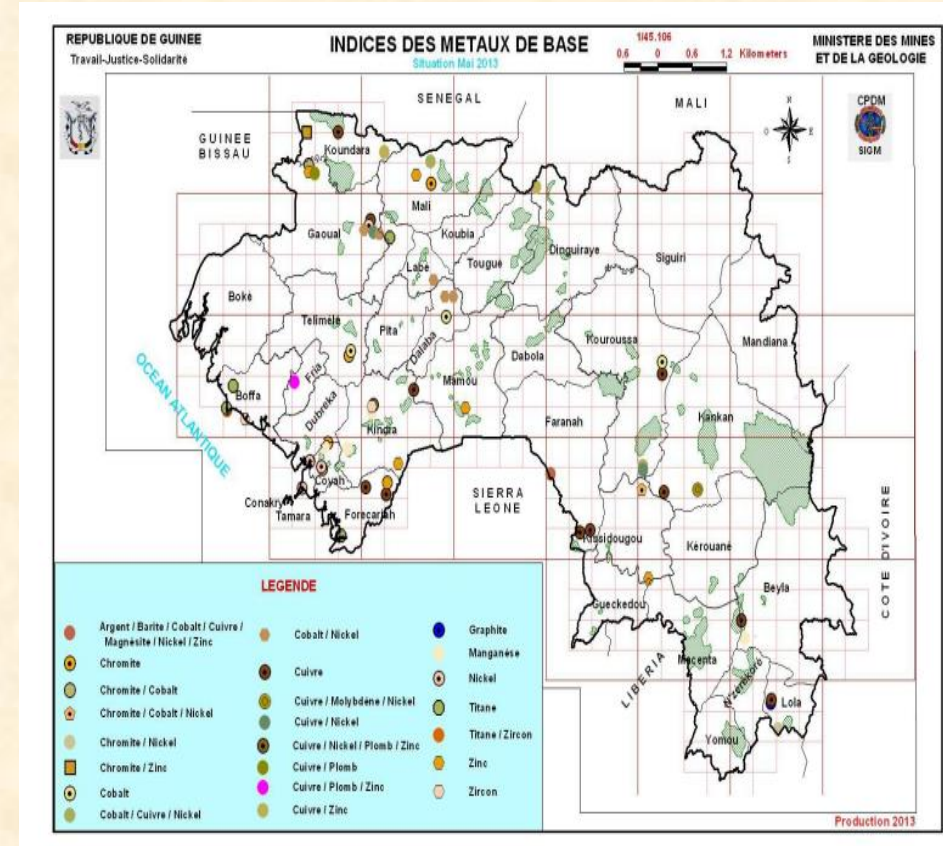 REPUBLIQUE DE GUINEE
Travail-Justice-Solidarité
INDICES DES METAUX DE BASE
Situation Mai 2013
1/45.106
0.6 0 0.6 1.2 Kilometers
MINISTERE DES MINES
ET DE LA GEOLOGIE
CPDM
SIGM
N
O E
S
SENEGAL
MALI
GUINEE
BISSAU
Koundara
Mali
Gaoual
Koubia
Labé
Tougue
Dinguiraye
Siguiri
Boké
Telimélé
Pita
Dalaba
Dabola
Kouroussa
Mandiana
Fria
Boffa
Mamou
Dubreka
Kindia
Faranah
Kankan
OCEAN ATLANTIQUE
Coyah
Conakry
Tamara
Forecariah
SIERRA
LEONE
Kissidougou
Kérouané
COTE D'IVOIRE
Gueckedou
Beyla
LIBERIA
Macenta
N'zerekoré
Lola
Yomou
LEGENDE
Argent / Barite / Cobalt / Cuivre /
Magnésite / Nickel / Zinc
Chromite
Chromite / Cobalt
Chromite / Cobalt / Nickel
Chromite / Nickel
Chromite / Zinc
Cobalt
Cobalt / Cuivre / Nickel
Cobalt / Nickel
Cuivre
Cuivre / Molybdène / Nickel
Cuivre / Nickel
Cuivre / Nickel / Plomb / Zinc
Cuivre / Plomb
Cuivre / Plomb / Zinc
Cuivre / Zinc
Graphite
Manganése
Nickel
Titane
Titane / Zircon
Zinc
Zircon
Production 2013